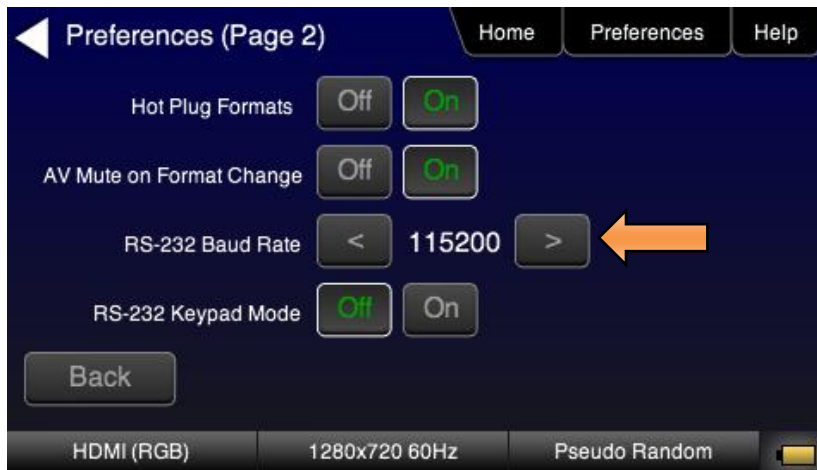 Preferences (Page 2) Home Preferences Help
Hot Plug Formats Off On
AV Mute on Format Change Off On
RS-232 Baud Rate < 115200 >
RS-232 Keypad Mode Off On
Back
HDMI (RGB) 1280x720 60Hz Pseudo Random